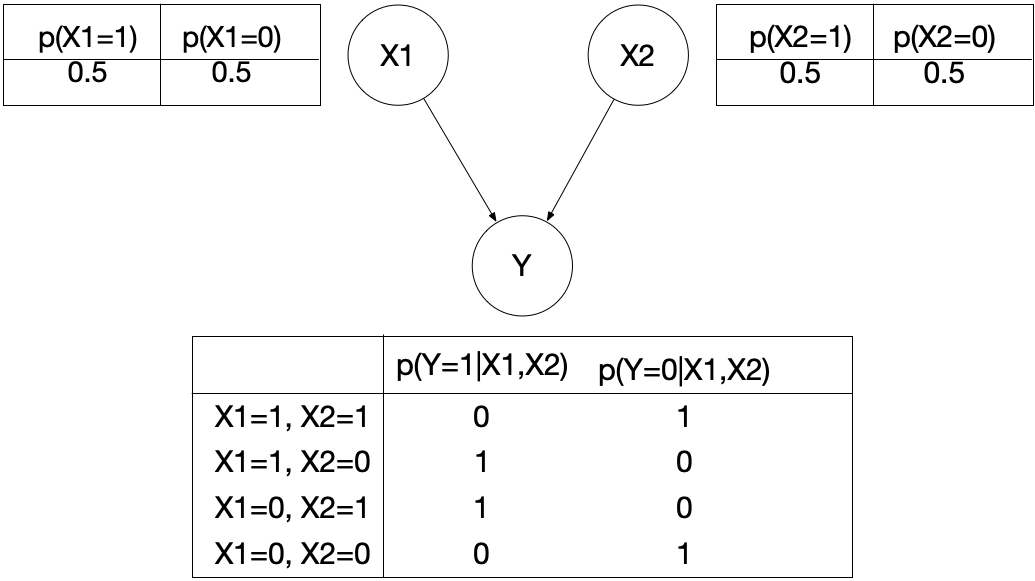 p(X1=1) p(X1=0) X1 X2 p(X2=1) p(X2=0)
0.5 0.5 0.5 0.5
Y
p(Y=1|X1,X2) p(Y=0|X1,X2)
X1=1, X2=1 0 1
X1=1, X2=0 1 0
X1=0, X2=1 1 0
X1=0, X2=0 0 1